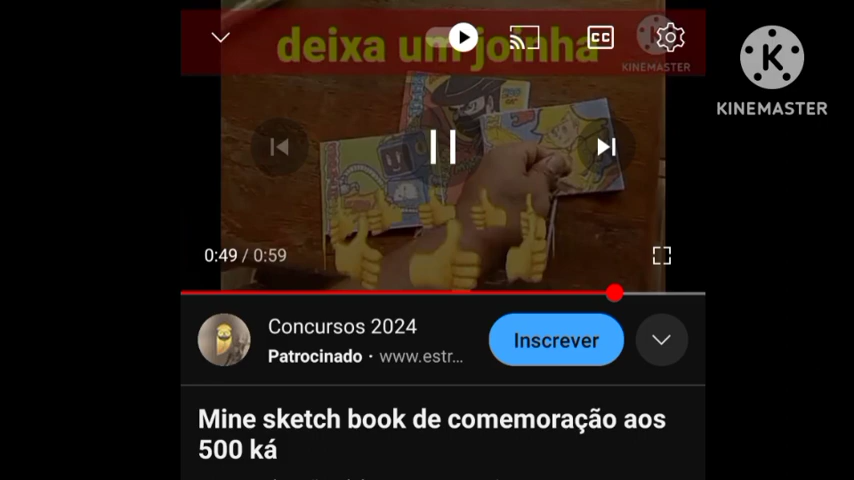 deixa um joinha
KINEMASTER
KINEMASTER
CC
0:49 / 0:59
Concursos 2024
Patrocinado · www.estr...
Inscrever
Mine sketch book de comemoração aos
500 ká